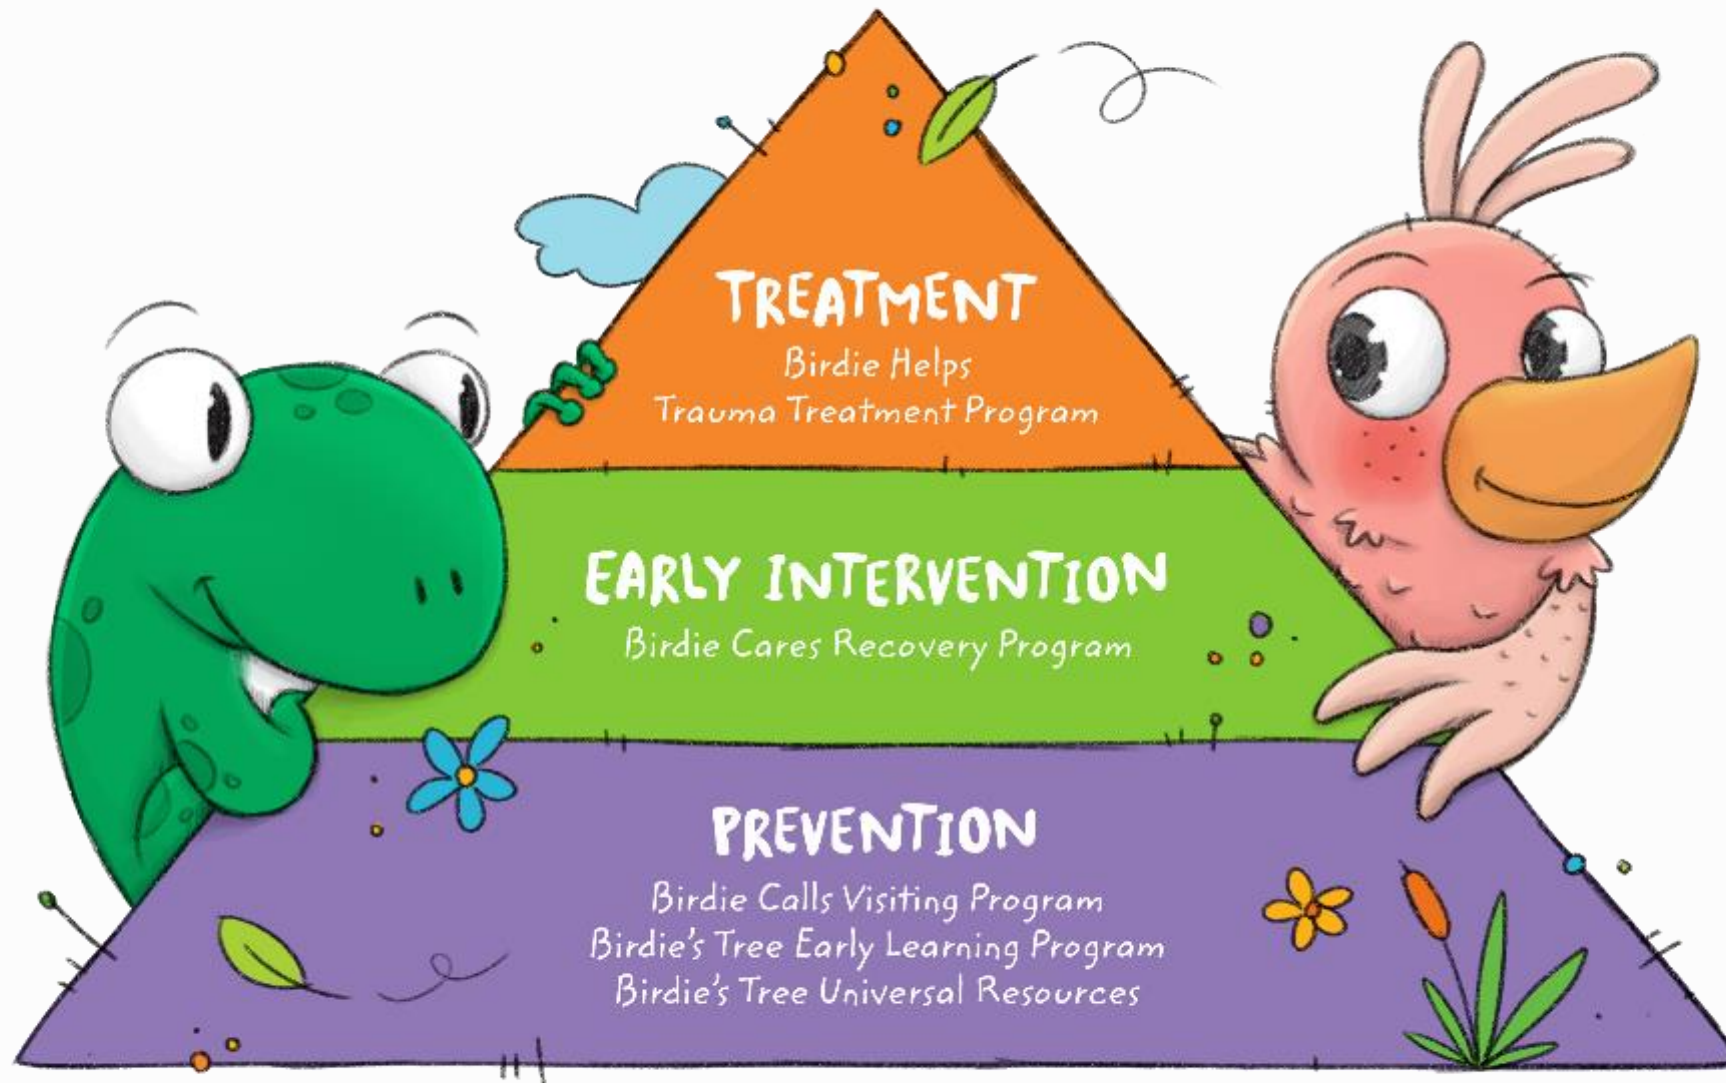 TREATMENT
Birdie Helps
Trauma Treatment Program
EARLY INTERVENTION
Birdie Cares Recovery Program
PREVENTION
Birdie Calls Visiting Program
Birdie's Tree Early Learning Program
Birdie's Tree Universal Resources